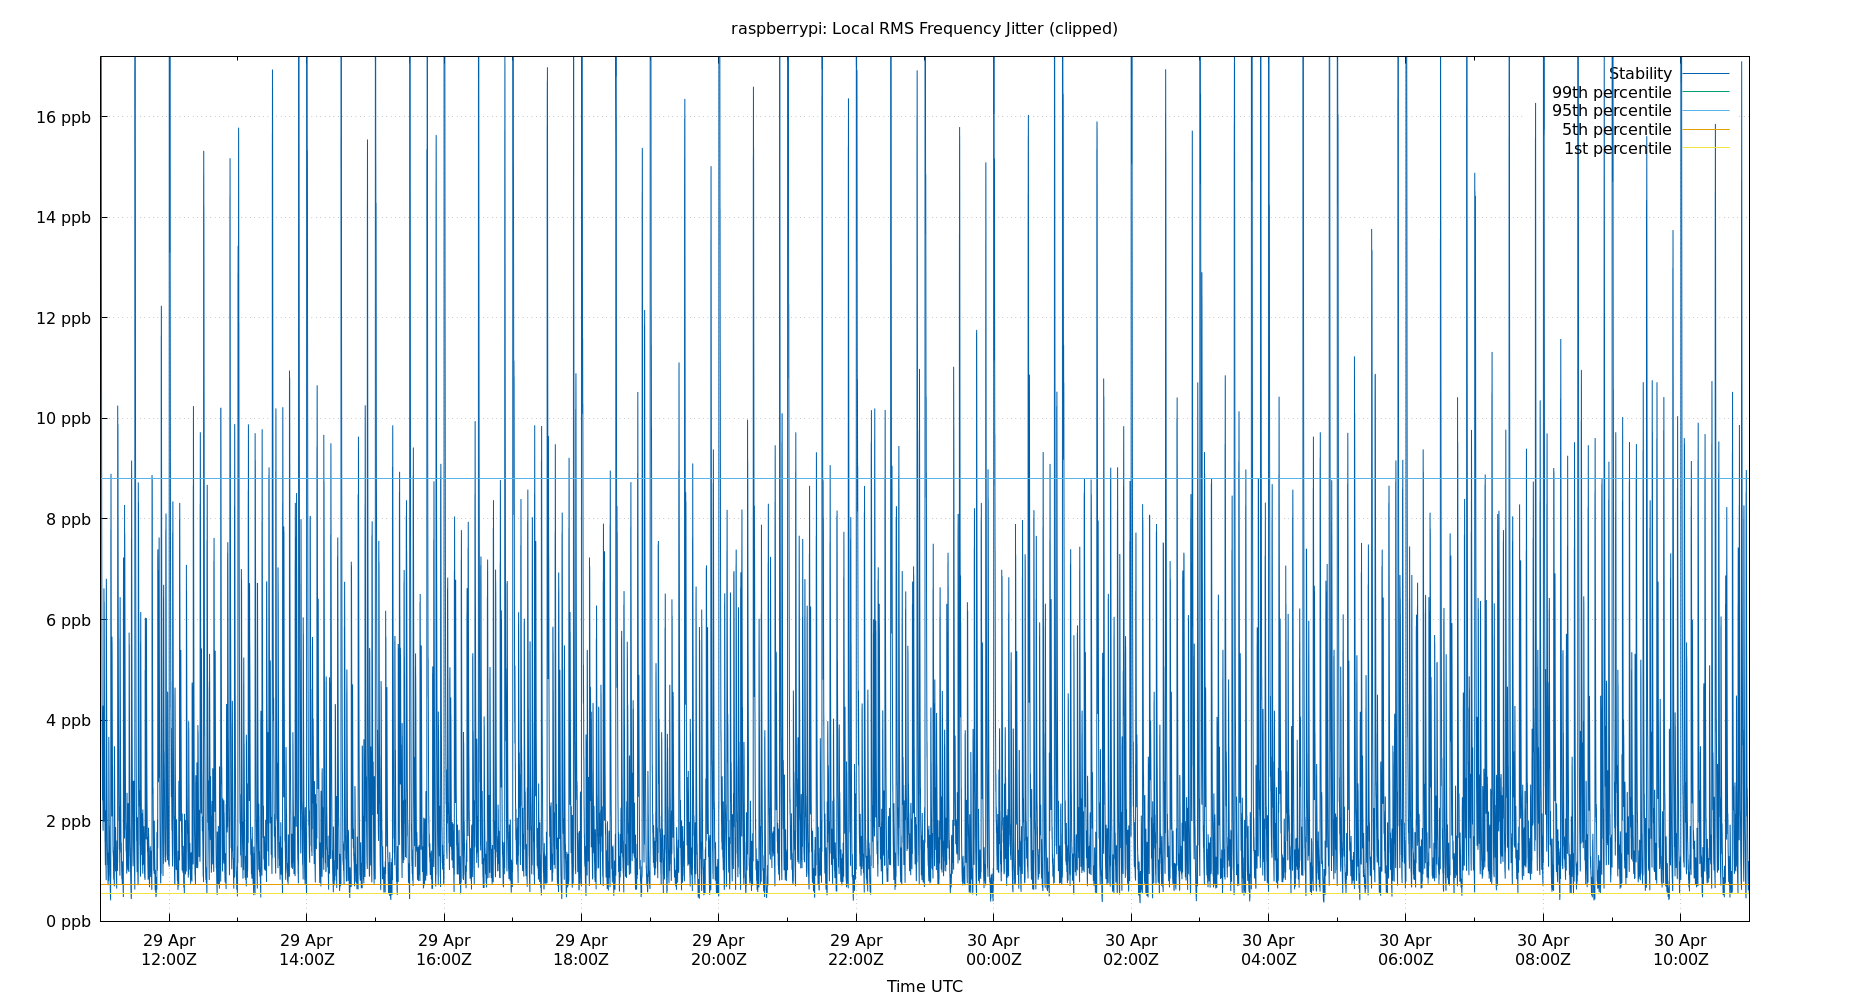 raspberrypi: Local RMS Frequency Jitter (clipped)
Stability
99th percentile
95th percentile
5th percentile
1st percentile
16 ppb
14 ppb
12 ppb
10 ppb
8 ppb
6 ppb
4 ppb
2 ppb
0 ppb
29 Apr 29 Apr 29 Apr 29 Apr 29 Apr 29 Apr 30 Apr 30 Apr 30 Apr 30 Apr 30 Apr 30 Apr
12:00Z 14:00Z 16:00Z 18:00Z 20:00Z 22:00Z 00:00Z 02:00Z 04:00Z 06:00Z 08:00Z 10:00Z
Time UTC